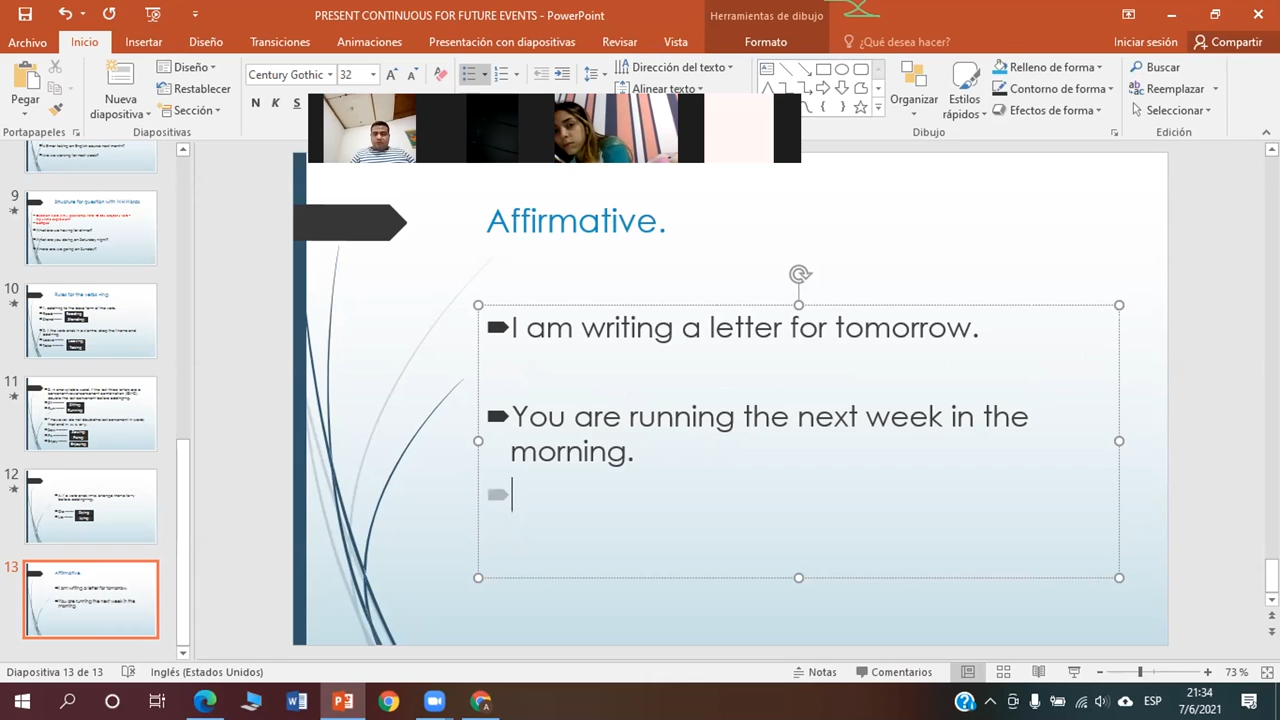 PRESENT CONTINUOUS FOR FUTURE EVENTS - PowerPoint
Herramientas de dibujo
Archivo Inicio Insertar Diseño Transiciones Animaciones Presentación con diapositivas Revisar Vista Formato ¿Qué desea hacer? Iniciar sesión Compartir
Pegar
Nueva diapositiva
Diseño
Restablecer
Sección
Century Gothic 32
N K S
Dirección del texto
Alinear texto
Organizar
Estilos rápidos
Relleno de forma
Contorno de forma
Efectos de forma
Buscar
Reemplazar
Seleccionar
Portapapeles Diapositivas Dibujo Edición
9
10
11
12
13
Affirmative.
I am writing a letter for tomorrow.
You are running the next week in the
morning.
Diapositiva 13 de 13 Inglés (Estados Unidos) Notas Comentarios 73 %
ESP
21:34
7/6/2021